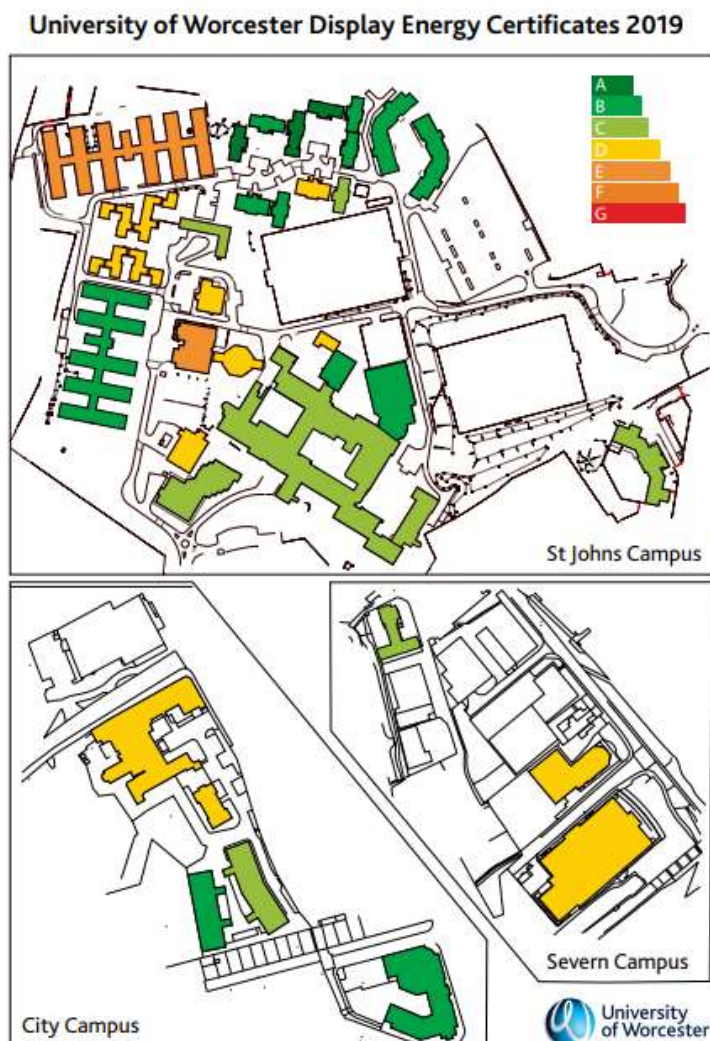 University of Worcester Display Energy Certificates 2019
A
B
C
D
E
F
G
St Johns Campus
Severn Campus
City Campus
University
of Worcester